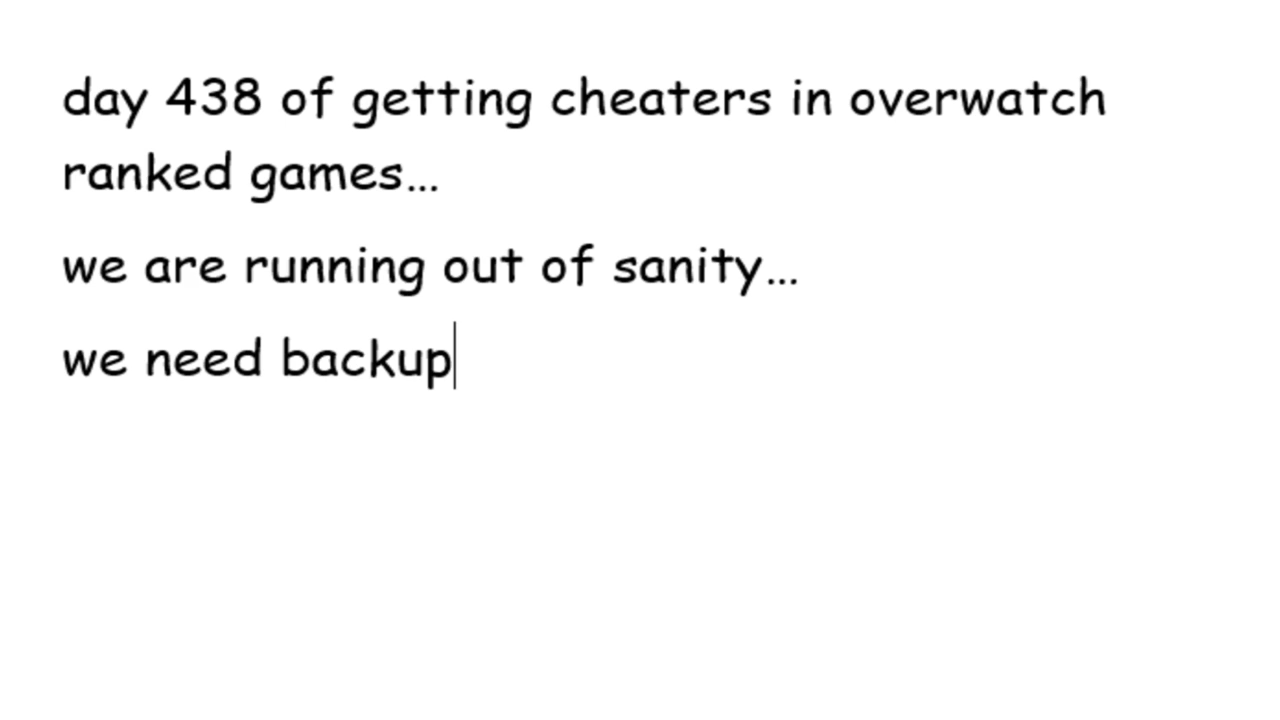 day 438 of getting cheaters in overwatch
ranked games...
we are running out of sanity...
we need backup